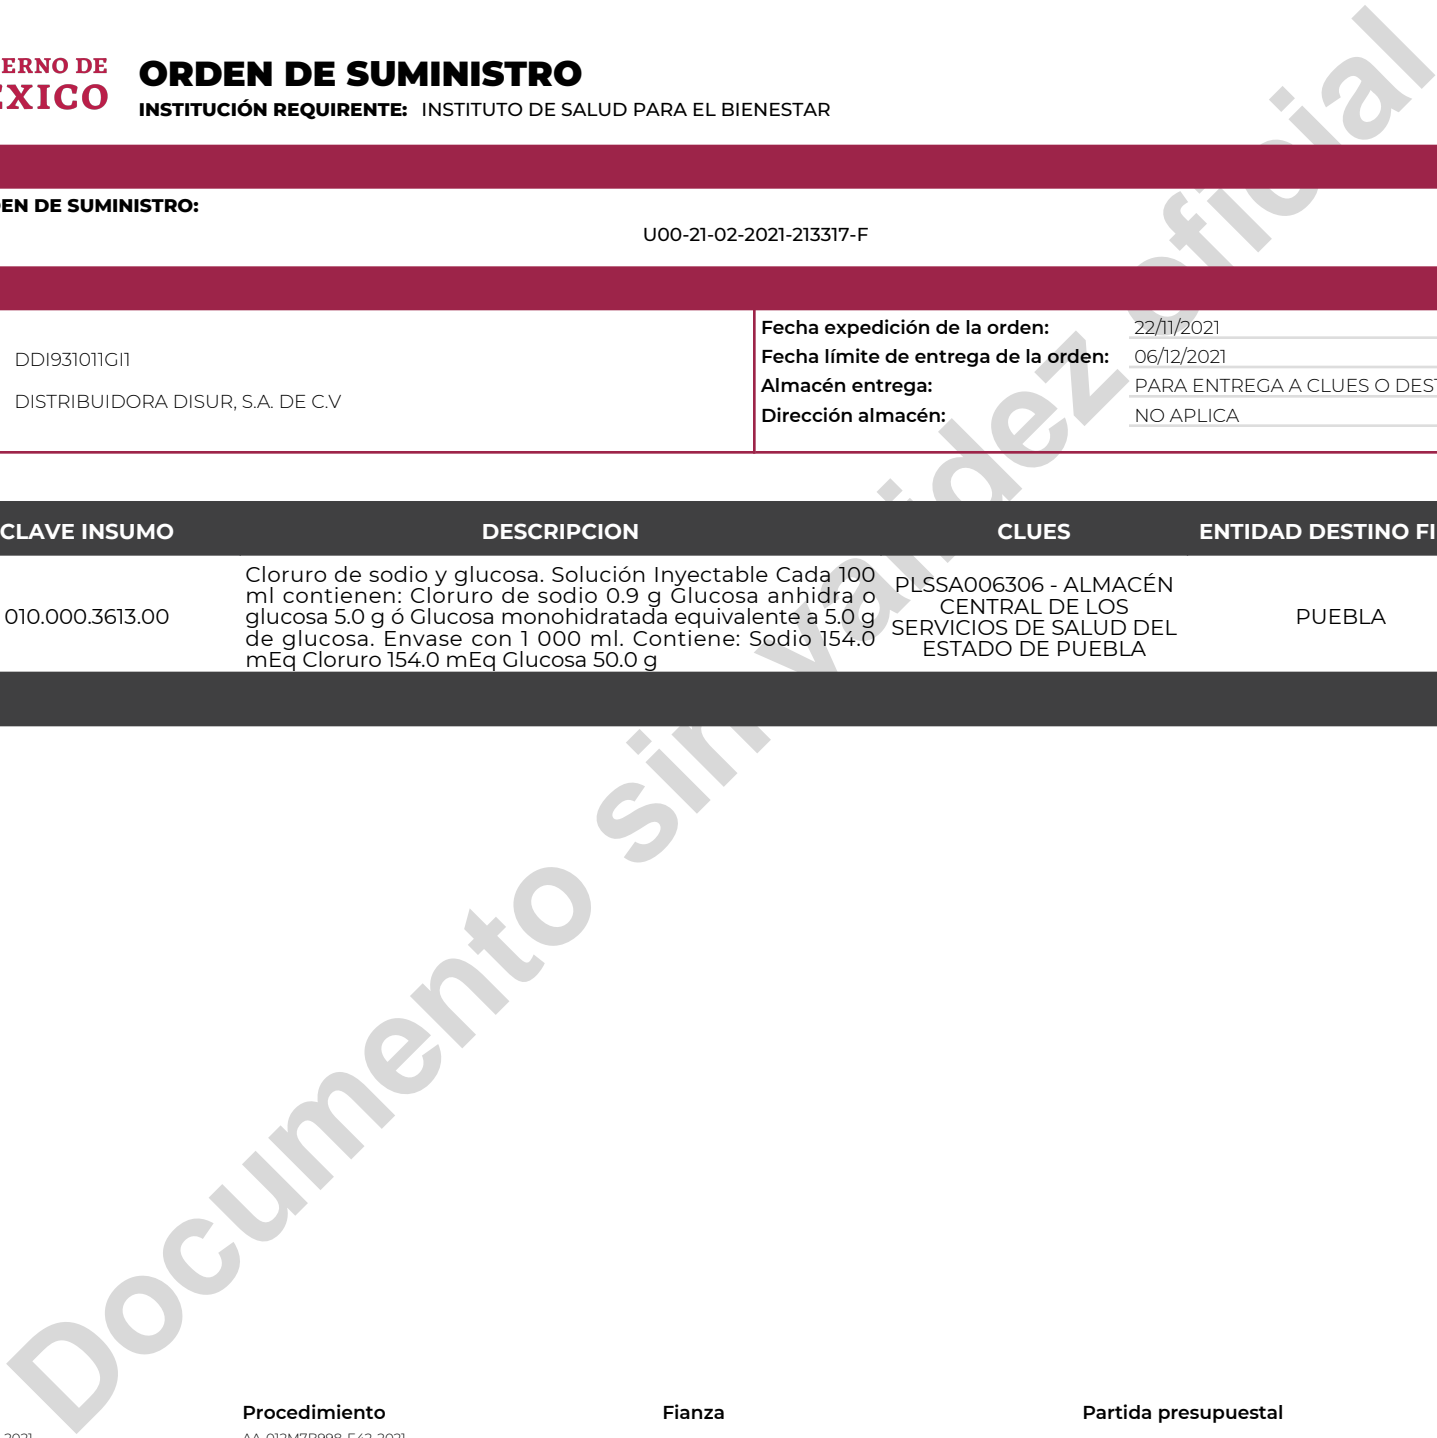 ERNO DE
ÉXICO
ORDEN DE SUMINISTRO
INSTITUCIÓN REQUIRENTE: INSTITUTO DE SALUD PARA EL BIENESTAR
EN DE SUMINISTRO:
U00-21-02-2021-213317-F
DDI931011GI1
DISTRIBUIDORA DISUR, S.A. DE C.V
Fecha expedición de la orden: 22/11/2021
Fecha límite de entrega de la orden: 06/12/2021
Almacén entrega: PARA ENTREGA A CLUES O DEST
Dirección almacén: NO APLICA
CLAVE INSUMO DESCRIPCION CLUES ENTIDAD DESTINO FI
010.000.3613.00
Cloruro de sodio y glucosa. Solución Inyectable Cada 100
ml contienen: Cloruro de sodio 0.9 g Glucosa anhidra o
glucosa 5.0 g ó Glucosa monohidratada equivalente a 5.0 g
de glucosa. Envase con 1 000 ml. Contiene: Sodio 154.0
mEq Cloruro 154.0 mEq Glucosa 50.0 g
PLSSA006306 - ALMACÉN
CENTRAL DE LOS
SERVICIOS DE SALUD DEL
ESTADO DE PUEBLA
PUEBLA
Documento sin validez oficial
Procedimiento Fianza Partida presupuestal